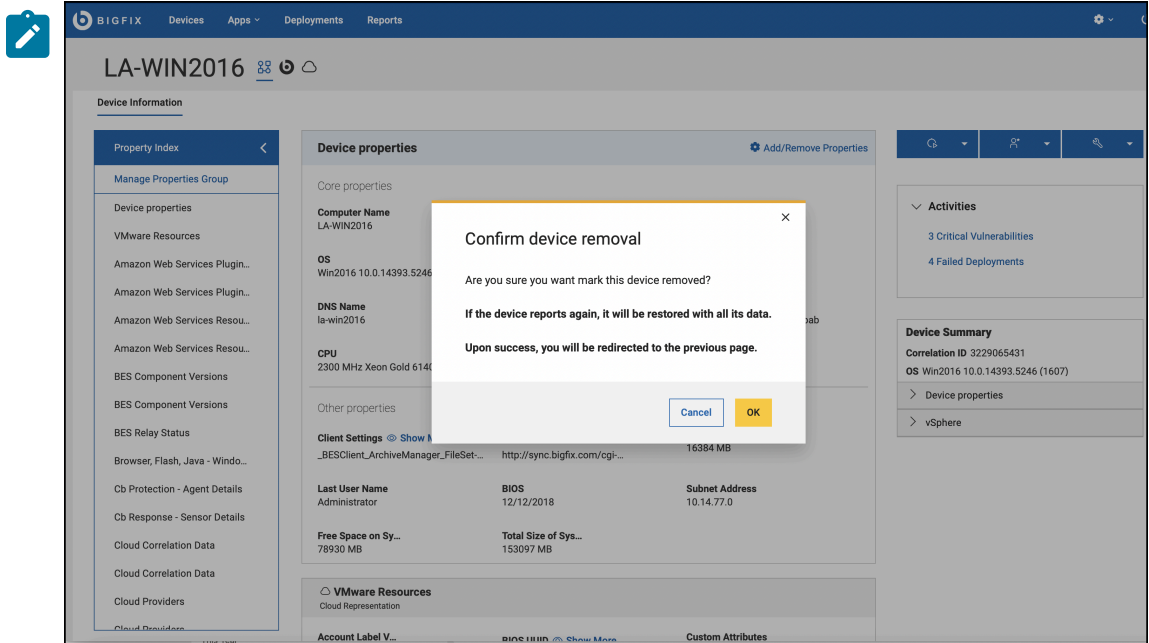 BIGFIX Devices Apps Deployments Reports
LA-WIN2016
Device Information
Property Index
Manage Properties Group
Device properties
VMware Resources
Amazon Web Services Plugin...
Amazon Web Services Plugin...
Amazon Web Services Resou...
Amazon Web Services Resou...
BES Component Versions
BES Component Versions
BES Relay Status
Browser, Flash, Java - Windo...
Cb Protection - Agent Details
Cb Response - Sensor Details
Cloud Correlation Data
Cloud Correlation Data
Cloud Providers
Cloud Providers
Device properties
Add/Remove Properties
Core properties
Computer Name
LA-WIN2016
OS
Win2016 10.0.14393.5246
DNS Name
la-win2016
CPU
2300 MHz Xeon Gold 6140
Confirm device removal
Are you sure you want mark this device removed?
If the device reports again, it will be restored with all its data.
Upon success, you will be redirected to the previous page.
Cancel OK
Other properties
Client Settings Show M
_BESClient_ArchiveManager_FileSet-... http://sync.bigfix.com/cgi-... 16384 MB
Last User Name BIOS Subnet Address
Administrator 12/12/2018 10.14.77.0
Free Space on Sy... Total Size of Sys...
78930 MB 153097 MB
VMware Resources
Cloud Representation
Account Label V... BIOS UUID Show More Custom Attributes
Activities
3 Critical Vulnerabilities
4 Failed Deployments
Device Summary
Correlation ID 3229065431
OS Win2016 10.0.14393.5246 (1607)
Device properties
vSphere